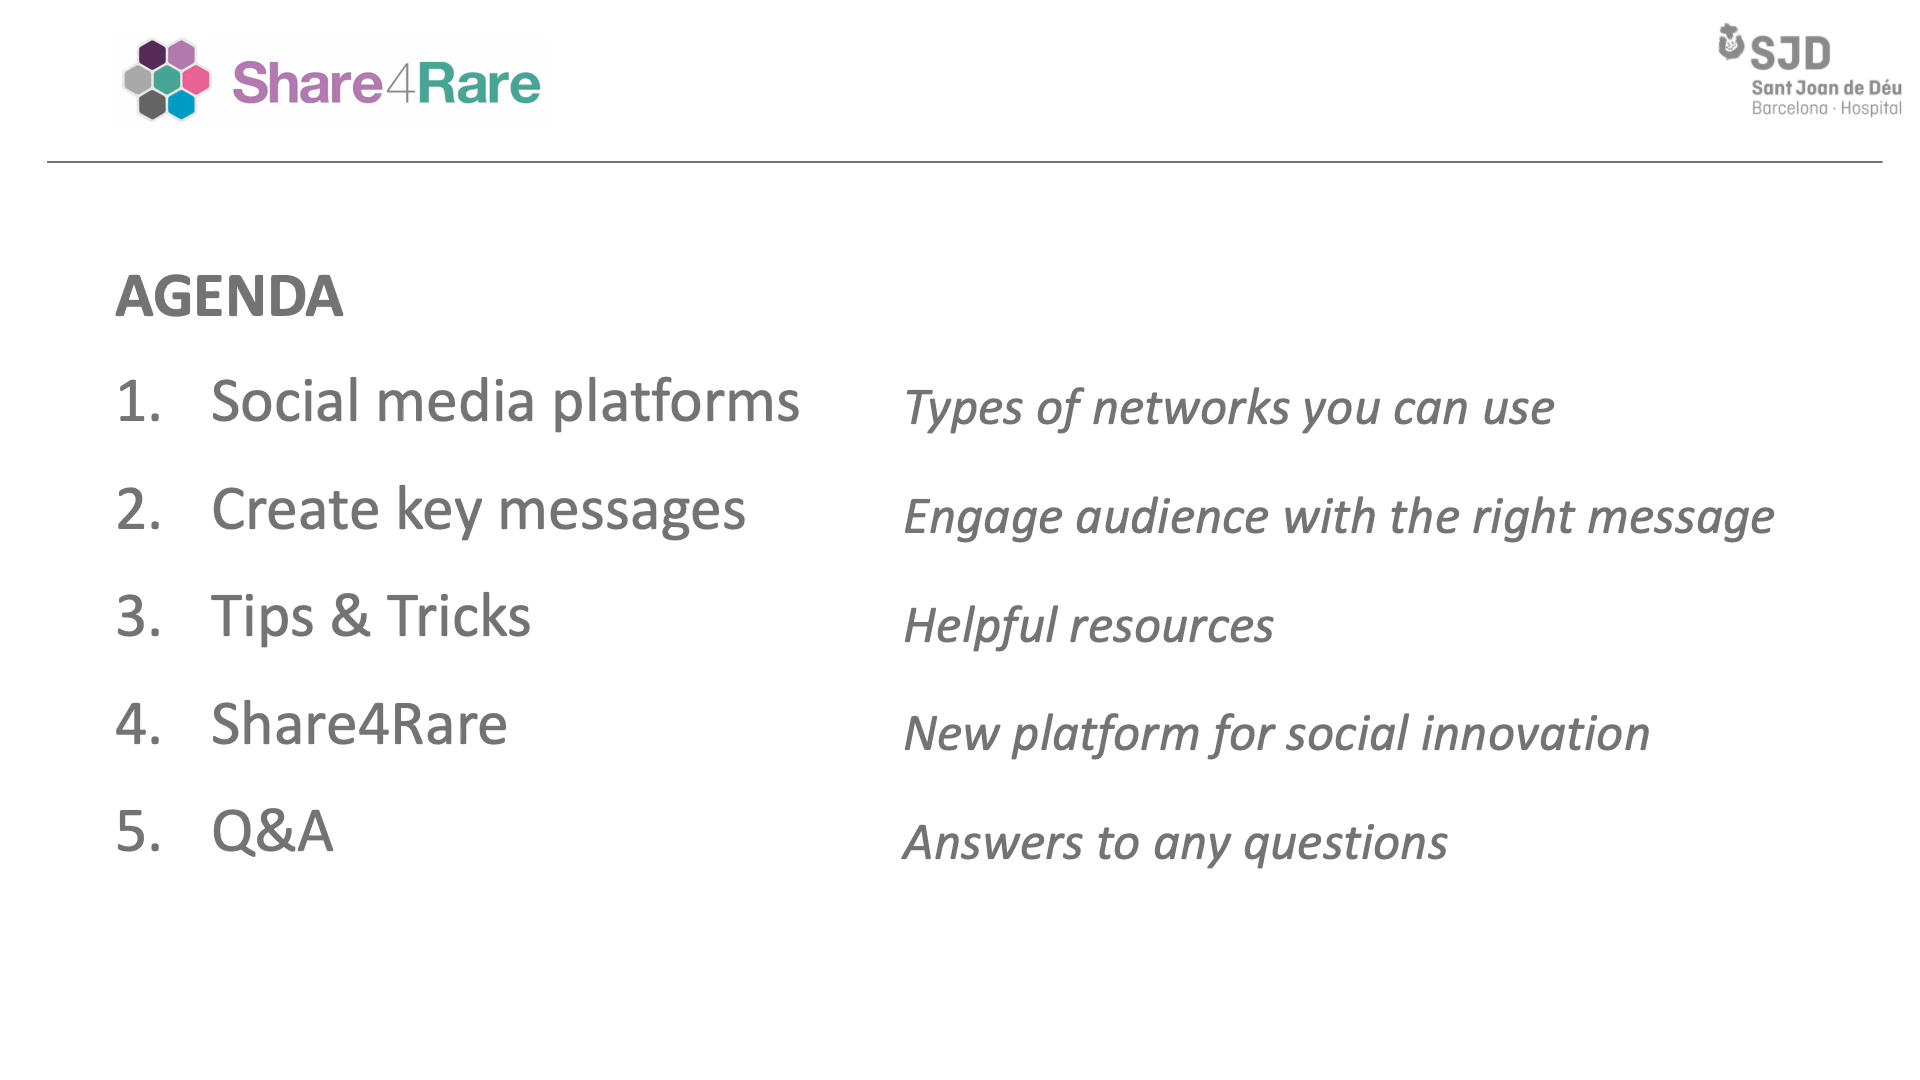 Share4Rare
SJD
Sant Joan de Déu
Barcelona · Hospital
AGENDA
1. Social media platforms Types of networks you can use
2. Create key messages Engage audience with the right message
3. Tips & Tricks Helpful resources
4. Share4Rare New platform for social innovation
5. Q&A Answers to any questions